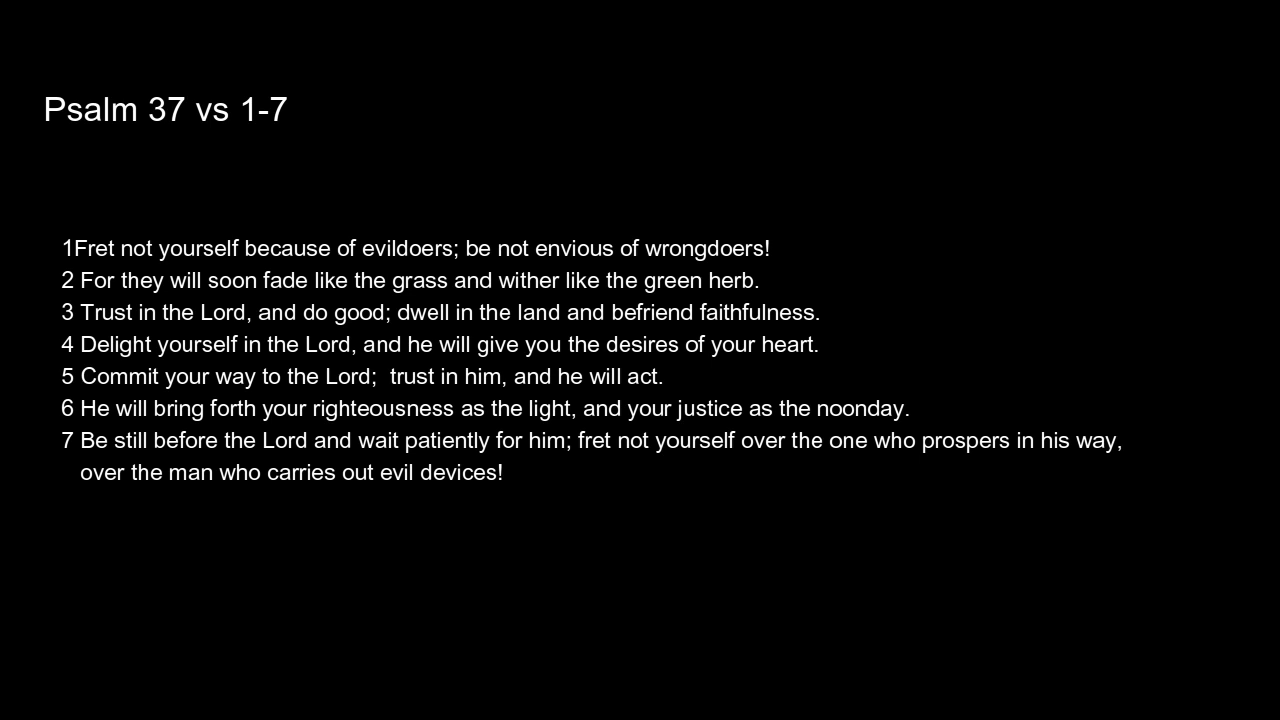 Psalm 37 vs 1-7
1Fret not yourself because of evildoers; be not envious of wrongdoers!
2 For they will soon fade like the grass and wither like the green herb.
3 Trust in the Lord, and do good; dwell in the land and befriend faithfulness.
4 Delight yourself in the Lord, and he will give you the desires of your heart.
5 Commit your way to the Lord;  trust in him, and he will act.
6 He will bring forth your righteousness as the light, and your justice as the noonday.
7 Be still before the Lord and wait patiently for him; fret not yourself over the one who prospers in his way,
over the man who carries out evil devices!